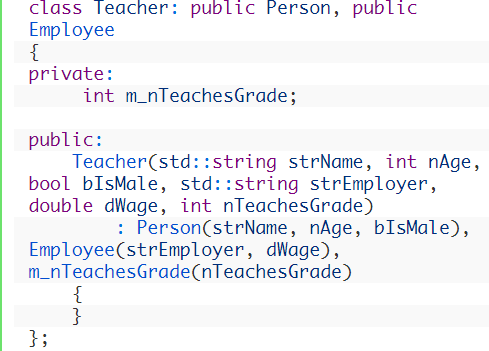 class Teacher: public Person, public
Employee
{
private:
     int m_nTeachesGrade;

public:
    Teacher(std::string strName, int nAge,
bool bIsMale, std::string strEmployer,
double dWage, int nTeachesGrade)
        : Person(strName, nAge, bIsMale),
Employee(strEmployer, dWage),
m_nTeachesGrade(nTeachesGrade)
    {
    }
};